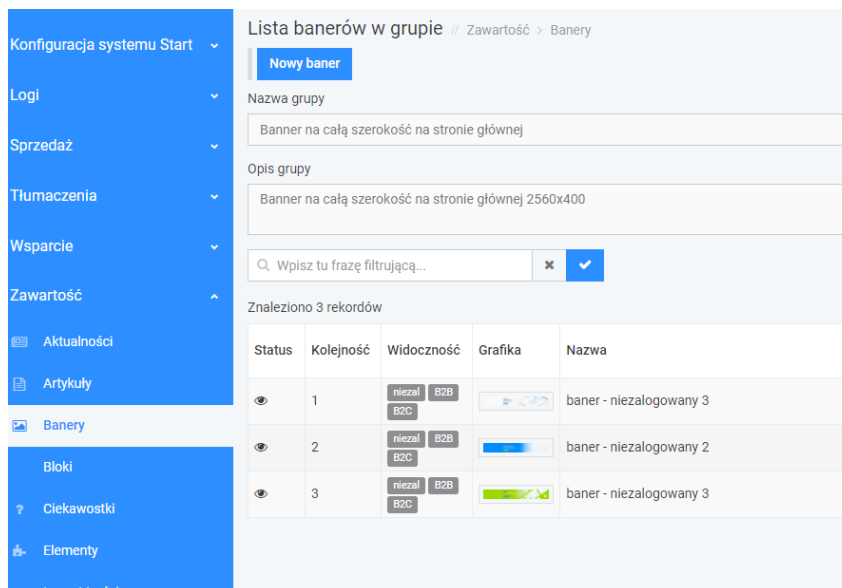 Konfiguracja systemu Start
Logi
Sprzedaż
Tłumaczenia
Wsparcie
Zawartość
Aktualności
Artykuły
Banery
Bloki
Ciekawostki
Elementy
Lista banerów w grupie // Zawartość > Banery
Nowy baner
Nazwa grupy
Banner na całą szerokość na stronie głównej
Opis grupy
Banner na całą szerokość na stronie głównej 2560x400
Wpisz tu frazę filtrującą...
Znaleziono 3 rekordów
Status Kolejność Widoczność Grafika Nazwa
1 niezal B2B B2C baner - niezalogowany 3
2 niezal B2B B2C baner - niezalogowany 2
3 niezal B2B B2C baner - niezalogowany 3